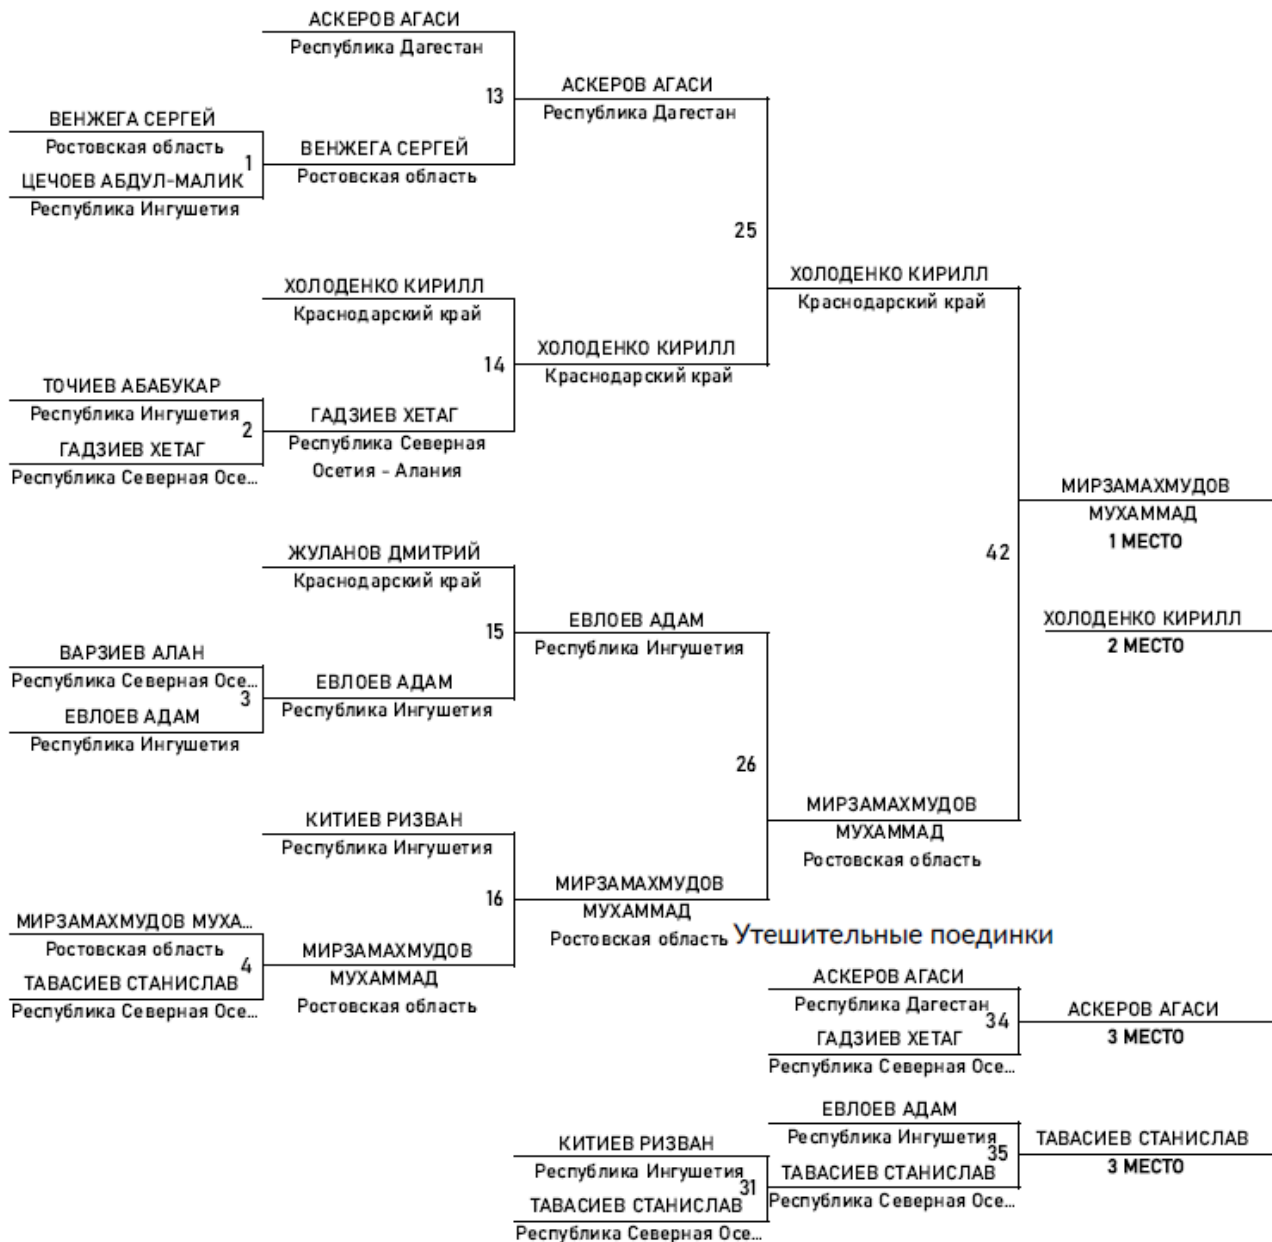 АСКЕРОВ АГАСИ
Республика Дагестан
13
АСКЕРОВ АГАСИ
Республика Дагестан
ВЕНЖЕГА СЕРГЕЙ
Ростовская область
1
ЦЕЧОЕВ АБДУЛ-МАЛИК
Республика Ингушетия
ВЕНЖЕГА СЕРГЕЙ
Ростовская область
25
ХОЛОДЕНКО КИРИЛЛ
Краснодарский край
ХОЛОДЕНКО КИРИЛЛ
Краснодарский край
14
ХОЛОДЕНКО КИРИЛЛ
Краснодарский край
ТОЧИЕВ АБАБУКАР
Республика Ингушетия
2
ГАДЗИЕВ ХЕТАГ
Республика Северная Осе...
ГАДЗИЕВ ХЕТАГ
Республика Северная
Осетия - Алания
42
МИРЗАМАХМУДОВ
МУХАММАД
1 МЕСТО
ХОЛОДЕНКО КИРИЛЛ
2 МЕСТО
ЖУЛАНОВ ДМИТРИЙ
Краснодарский край
15
ЕВЛОЕВ АДАМ
Республика Ингушетия
ВАРЗИЕВ АЛАН
Республика Северная Осе...
3
ЕВЛОЕВ АДАМ
Республика Ингушетия
ЕВЛОЕВ АДАМ
Республика Ингушетия
26
МИРЗАМАХМУДОВ
МУХАММАД
Ростовская область
КИТИЕВ РИЗВАН
Республика Ингушетия
16
МИРЗАМАХМУДОВ
МУХАММАД
Ростовская область
МИРЗАМАХМУДОВ МУХА...
Ростовская область
4
ТАВАСИЕВ СТАНИСЛАВ
Республика Северная Осе...
МИРЗАМАХМУДОВ
МУХАММАД
Ростовская область
Утешительные поединки
АСКЕРОВ АГАСИ
Республика Дагестан
34
ГАДЗИЕВ ХЕТАГ
Республика Северная Осе...
АСКЕРОВ АГАСИ
3 МЕСТО
ЕВЛОЕВ АДАМ
Республика Ингушетия
35
ТАВАСИЕВ СТАНИСЛАВ
Республика Северная Осе...
ТАВАСИЕВ СТАНИСЛАВ
3 МЕСТО
КИТИЕВ РИЗВАН
Республика Ингушетия
31
ТАВАСИЕВ СТАНИСЛАВ
Республика Северная Осе...